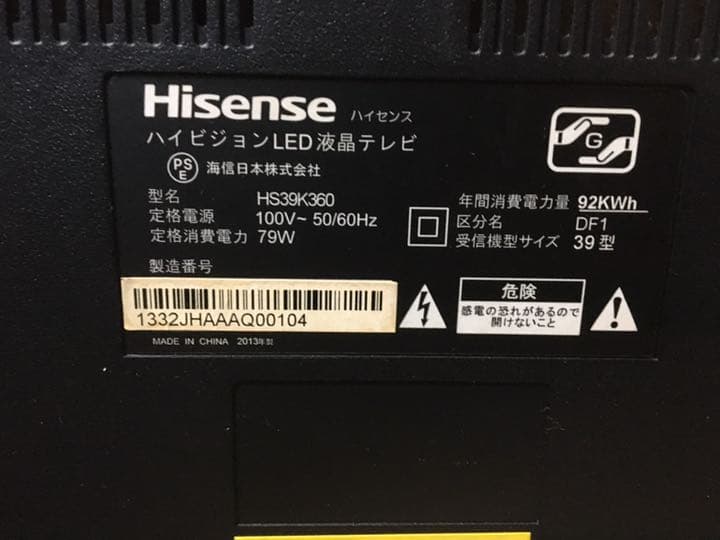 Hisense ハイセンス
ハイビジョンLED液晶テレビ
PS
E
海信日本株式会社
G
型名 HS39K360
定格電源 100V~ 50/60Hz
定格消費電力 79W
年間消費電力量 92KWh
区分名 DF1
受信機型サイズ 39型
製造番号
1332JHAAAQ00104
MADE IN CHINA 2013年製
危険
感電の恐れがあるので
開けないこと